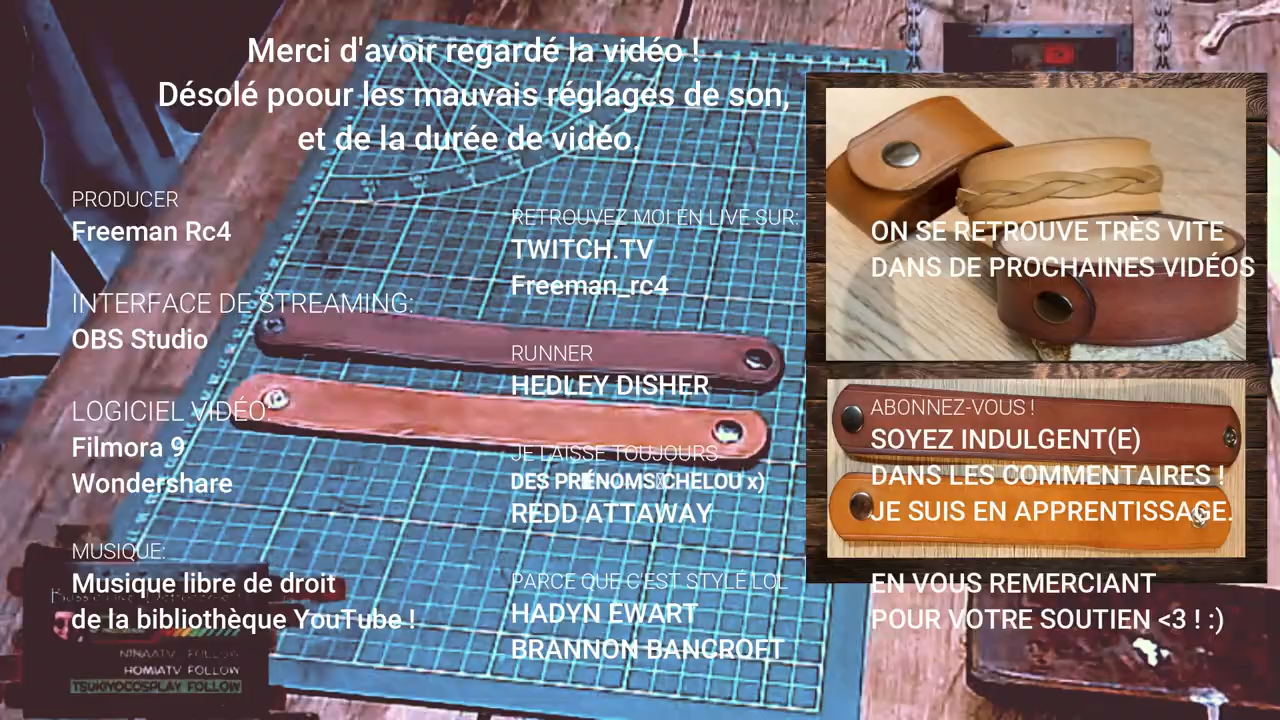 Merci d'avoir regardé la vidéo !
Désolé poour les mauvais réglages de son,
et de la durée de vidéo.
PRODUCER
Freeman Rc4
INTERFACE DE STREAMING:
OBS Studio
LOGICIEL VIDÉO:
Filmora 9
Wondershare
MUSIQUE:
Musique libre de droit
de la bibliothèque YouTube !
NINAATV FOLLOW
HOMIATV FOLLOW
TSUKIYOCOSPLAY FOLLOW
RETROUVEZ MOI EN LIVE SUR:
TWITCH.TV
Freeman_rc4
RUNNER
HEDLEY DISHER
JE LAISSE TOUJOURS
DES PRÉNOMS CHELOU x)
REDD ATTAWAY
PARCE QUE C'EST STYLÉ LOL
HADYN EWART
BRANNON BANCROFT
ON SE RETROUVE TRÈS VITE
DANS DE PROCHAINES VIDÉOS
ABONNEZ-VOUS !
SOYEZ INDULGENT(E)
DANS LES COMMENTAIRES !
JE SUIS EN APPRENTISSAGE.
EN VOUS REMERCIANT
POUR VOTRE SOUTIEN <3 ! :)